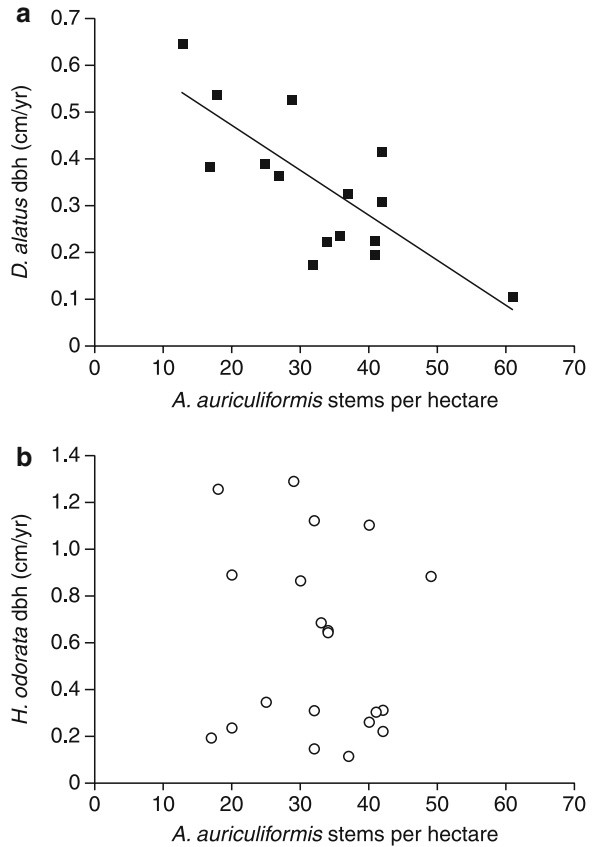 a
D. alatus dbh (cm/yr)
0.7
0.6
0.5
0.4
0.3
0.2
0.1
0
0 10 20 30 40 50 60 70
A. auriculiformis stems per hectare
b
H. odorata dbh (cm/yr)
1.4
1.2
1.0
0.8
0.6
0.4
0.2
0
0 10 20 30 40 50 60 70
A. auriculiformis stems per hectare